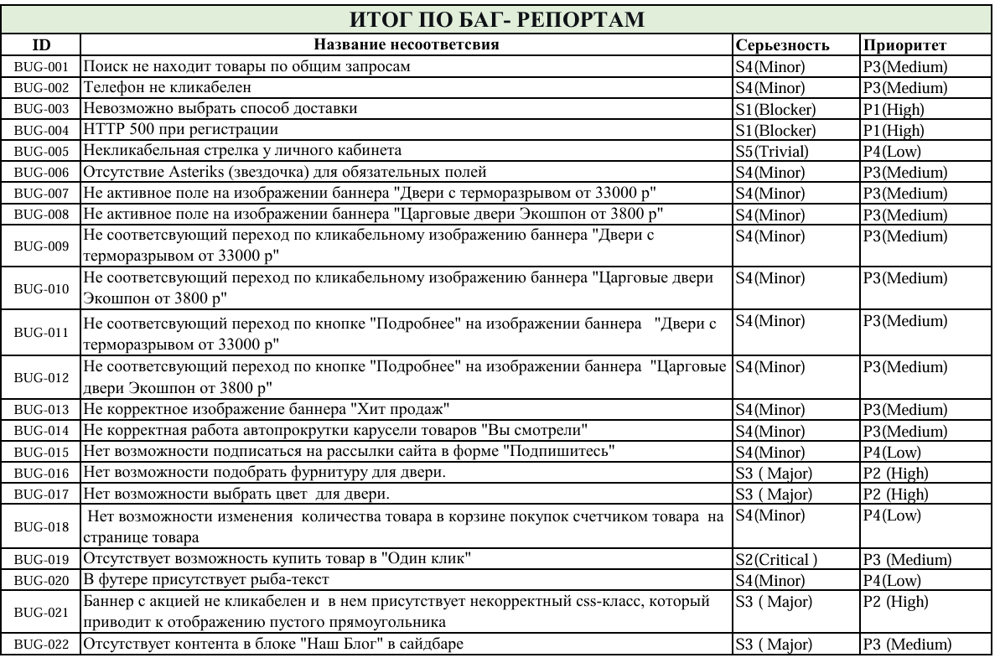 ИТОГ ПО БАГ- РЕПОРТАМ
ID Название несоответсвия Серьезность Приоритет
BUG-001 Поиск не находит товары по общим запросам S4(Minor) P3(Medium)
BUG-002 Телефон не кликабелен S4(Minor) P3(Medium)
BUG-003 Невозможно выбрать способ доставки S1(Blocker) P1(High)
BUG-004 HTTP 500 при регистрации S1(Blocker) P1(High)
BUG-005 Некликабельная стрелка у личного кабинета S5(Trivial) P4(Low)
BUG-006 Отсутствие Asteriks (звездочка) для обязательных полей S4(Minor) P3(Medium)
BUG-007 Не активное поле на изображении баннера "Двери с терморазрывом от 33000 р" S4(Minor) P3(Medium)
BUG-008 Не активное поле на изображении баннера "Царговые двери Экошпон от 3800 р" S4(Minor) P3(Medium)
BUG-009 Не соответсвующий переход по кликабельному изображению баннера "Двери с S4(Minor) P3(Medium)
терморазрывом от 33000 р"
BUG-010 Не соответсвующий переход по кликабельному изображению баннера "Царговые двери S4(Minor) P3(Medium)
Экошпон от 3800 р"
BUG-011 Не соответсвующий переход по кнопке "Подробнее" на изображении баннера "Двери с S4(Minor) P3(Medium)
терморазрывом от 33000 р"
BUG-012 Не соответсвующий переход по кнопке "Подробнее" на изображении баннера "Царговые S4(Minor) P3(Medium)
двери Экошпон от 3800 р"
BUG-013 Не корректное изображение баннера "Хит продаж" S4(Minor) P3(Medium)
BUG-014 Не корректная работа автопрокрутки карусели товаров "Вы смотрели" S4(Minor) P3(Medium)
BUG-015 Нет возможности подписаться на рассылки сайта в форме "Подпишитесь" S4(Minor) P4(Low)
BUG-016 Нет возможности подобрать фурнитуру для двери. S3 ( Major) P2 (High)
BUG-017 Нет возможности выбрать цвет для двери. S3 ( Major) P2 (High)
BUG-018 Нет возможности изменения количества товара в корзине покупок счетчиком товара на S4(Minor) P4(Low)
странице товара
BUG-019 Отсутствует возможность купить товар в "Один клик" S2(Critical ) P3 (Medium)
BUG-020 В футере присутствует рыба-текст S4(Minor) P4(Low)
BUG-021 Баннер с акцией не кликабелен и в нем присутствует некорректный css-класс, который S3 ( Major) P2 (High)
приводит к отображению пустого прямоугольника
BUG-022 Отсутствует контента в блоке "Наш Блог" в сайдбаре S3 ( Major) P3 (Medium)